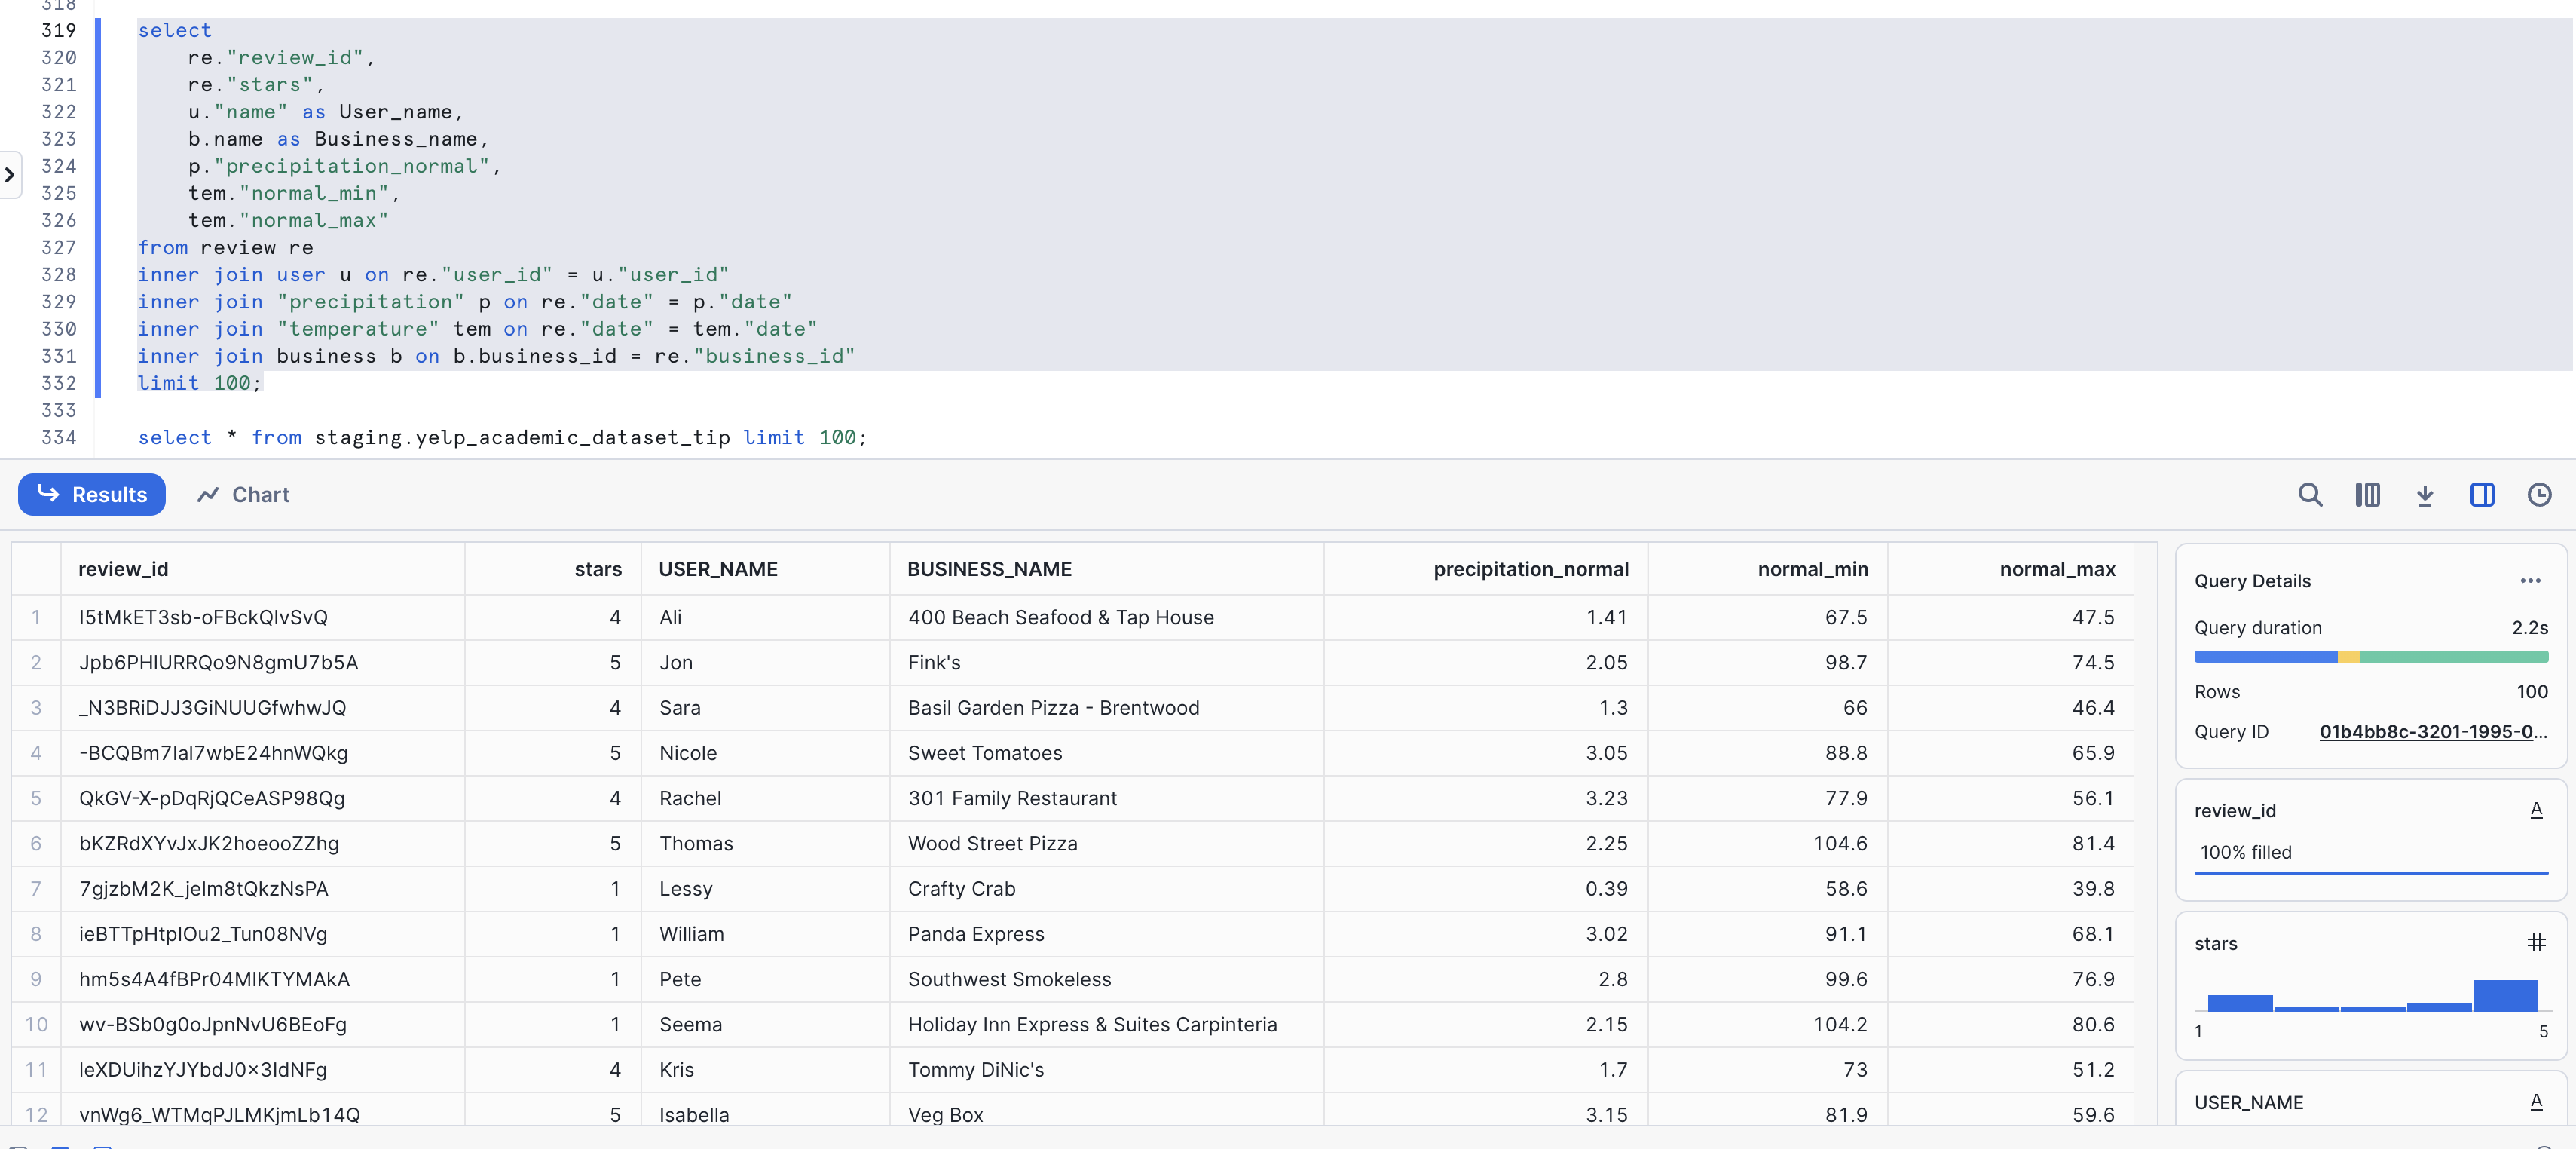 318
319 select
320 re."review_id",
321 re."stars",
322 u."name" as User_name,
323 b.name as Business_name,
324 p."precipitation_normal",
325 tem."normal_min",
326 tem."normal_max"
327 from review re
328 inner join user u on re."user_id" = u."user_id"
329 inner join "precipitation" p on re."date" = p."date"
330 inner join "temperature" tem on re."date" = tem."date"
331 inner join business b on b.business_id = re."business_id"
332 limit 100;
333
334 select * from staging.yelp_academic_dataset_tip limit 100;
Results Chart
review_id stars USER_NAME BUSINESS_NAME precipitation_normal normal_min normal_max
1 I5tMkET3sb-oFBckQIvSvQ 4 Ali 400 Beach Seafood & Tap House 1.41 67.5 47.5
2 Jpb6PHIURRQo9N8gmU7b5A 5 Jon Fink's 2.05 98.7 74.5
3 _N3BRiDJJ3GiNUUGfwhwJQ 4 Sara Basil Garden Pizza - Brentwood 1.3 66 46.4
4 -BCQBm7Ial7wbE24hnWQkg 5 Nicole Sweet Tomatoes 3.05 88.8 65.9
5 QkGV-X-pDqRjQCeASP98Qg 4 Rachel 301 Family Restaurant 3.23 77.9 56.1
6 bKZRdXYvJxJK2hoeooZZhg 5 Thomas Wood Street Pizza 2.25 104.6 81.4
7 7gjzbM2K_jelm8tQkzNsPA 1 Lessy Crafty Crab 0.39 58.6 39.8
8 ieBTTpHtplOu2_Tun08NVg 1 William Panda Express 3.02 91.1 68.1
9 hm5s4A4fBPr04MIKTYMAkA 1 Pete Southwest Smokeless 2.8 99.6 76.9
10 wv-BSb0g0oJpnNvU6BEoFg 1 Seema Holiday Inn Express & Suites Carpinteria 2.15 104.2 80.6
11 leXDUihzYJYbdJ0×3IdNFg 4 Kris Tommy DiNic's 1.7 73 51.2
12 vnWg6_WTMqPJLMKjmLb14Q 5 Isabella Veg Box 3.15 81.9 59.6
Query Details
Query duration 2.2s
Rows 100
Query ID 01b4bb8c-3201-1995-0...
review_id A
100% filled
stars #
1 5
USER_NAME A